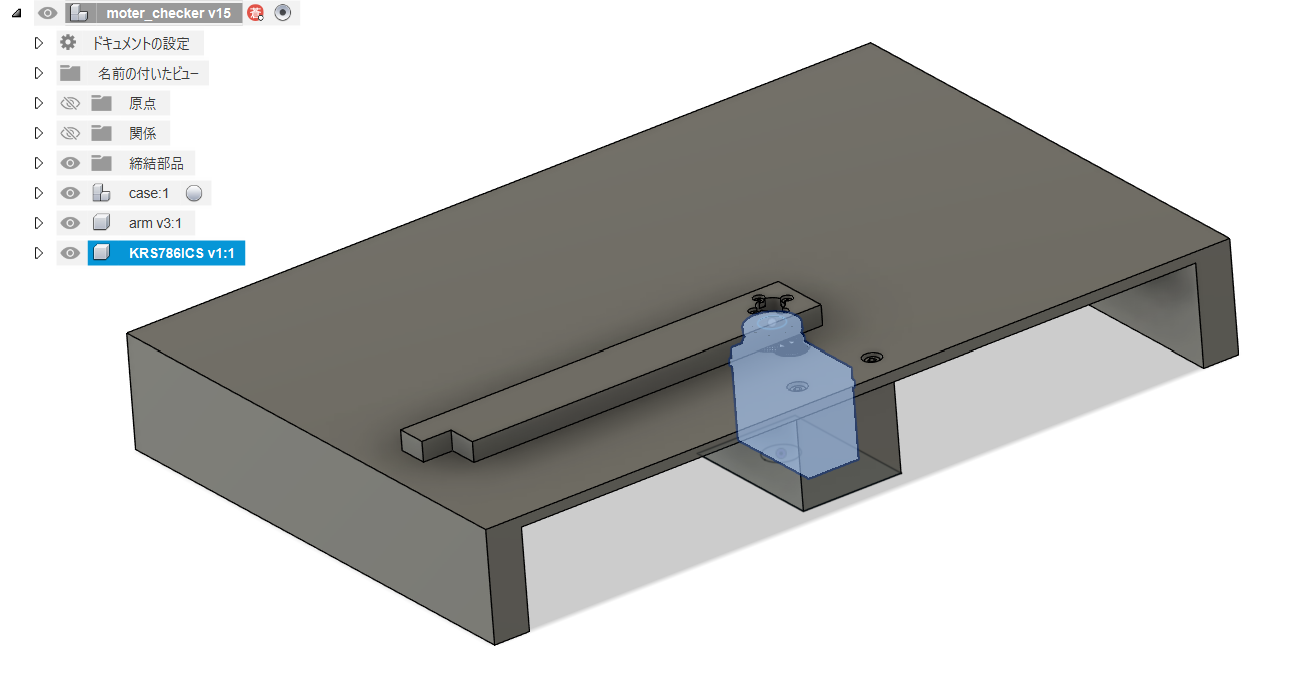 moter_checker v15 蒼
ドキュメントの設定
名前の付いたビュー
原点
関係
締結部品
case:1
arm v3:1
KRS786ICS v1:1